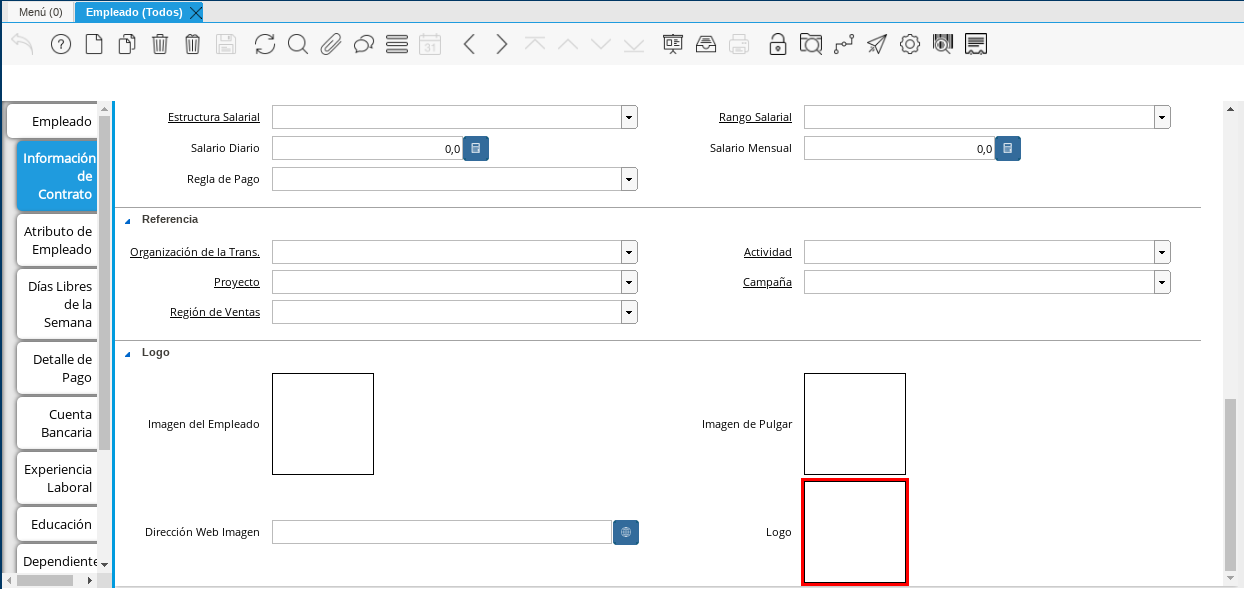 Menú (0)
Empleado (Todos)
31
Empleado
Información
de
Contrato
Atributo de
Empleado
Días Libres
de la
Semana
Detalle de
Pago
Cuenta
Bancaria
Experiencia
Laboral
Educación
Dependiente
Estructura Salarial
Rango Salarial
Salario Diario
0,0
Salario Mensual
0,0
Regla de Pago
Referencia
Organización de la Trans.
Actividad
Proyecto
Campaña
Región de Ventas
Logo
Imagen del Empleado
Imagen de Pulgar
Dirección Web Imagen
Logo